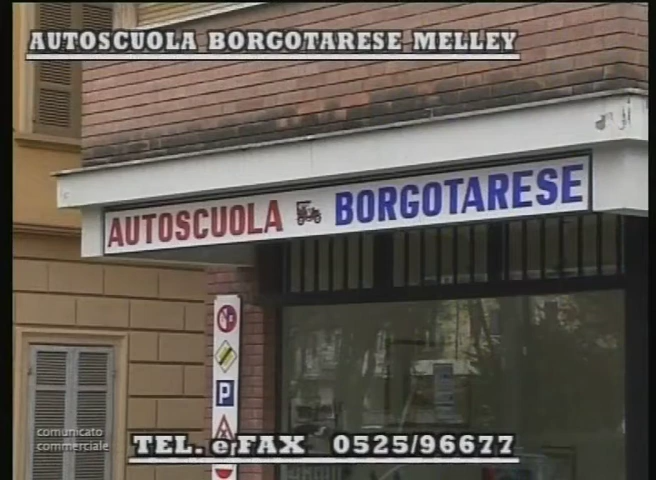 AUTOSCUOLA BORGOTARESE MELLEY
AUTOSCUOLA BORGOTARESE
P
comunicato
commerciale
TEL. e FAX 0525/96677